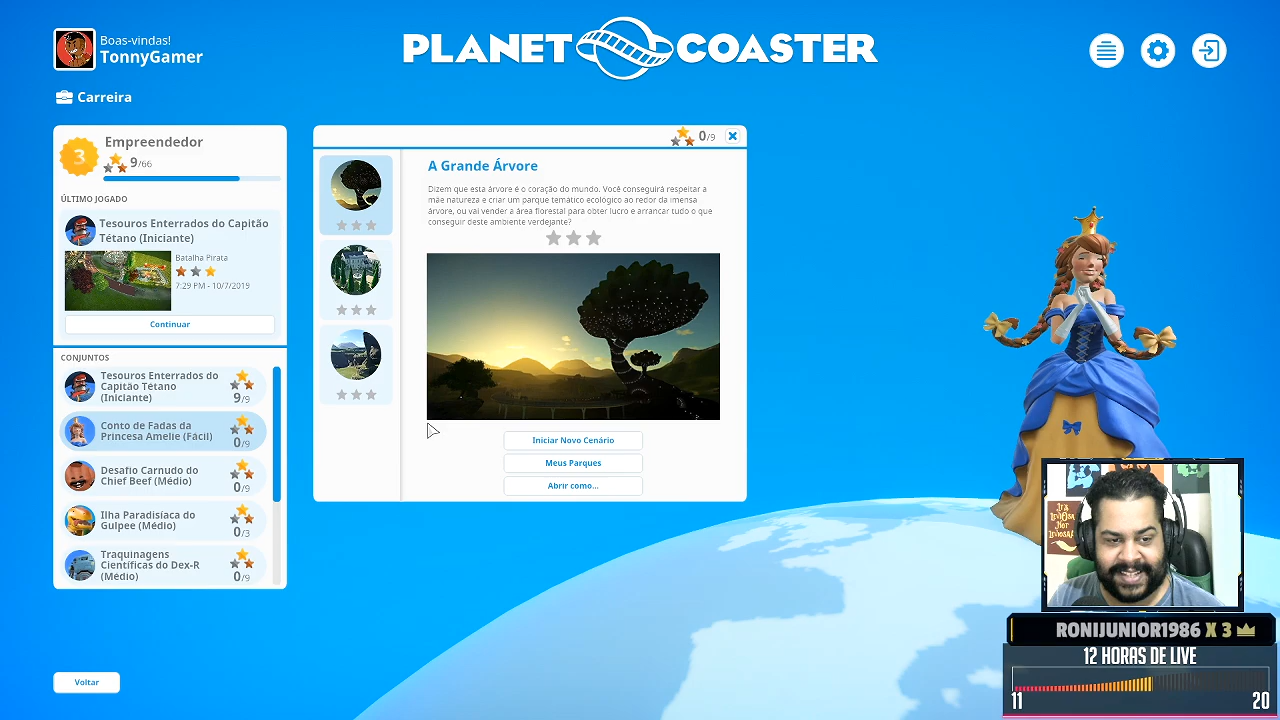 Boas-vindas!
TonnyGamer
PLANET COASTER
Carreira
3
Empreendedor
9/66
ÚLTIMO JOGADO
Tesouros Enterrados do Capitão
Tétano (Iniciante)
Batalha Pirata
7:29 PM - 10/7/2019
Continuar
CONJUNTOS
Tesouros Enterrados do
Capitão Tétano
(Iniciante)
9/9
Conto de Fadas da
Princesa Amelie (Fácil)
0/9
Desafio Carnudo do
Chief Beef (Médio)
0/9
Ilha Paradisíaca do
Gulpee (Médio)
0/3
Traquinagens
Científicas do Dex-R
(Médio)
0/9
Voltar
0/9
A Grande Árvore
Dizem que esta árvore é o coração do mundo. Você conseguirá respeitar a
mãe natureza e criar um parque temático ecológico ao redor da imensa
árvore, ou vai vender a área florestal para obter lucro e arrancar tudo o que
conseguir deste ambiente verdejante?
Iniciar Novo Cenário
Meus Parques
Abrir como...
It's
LeviOsa,
Not
LevioSA!
RONIJUNIOR1986 X 3
12 HORAS DE LIVE
11
20